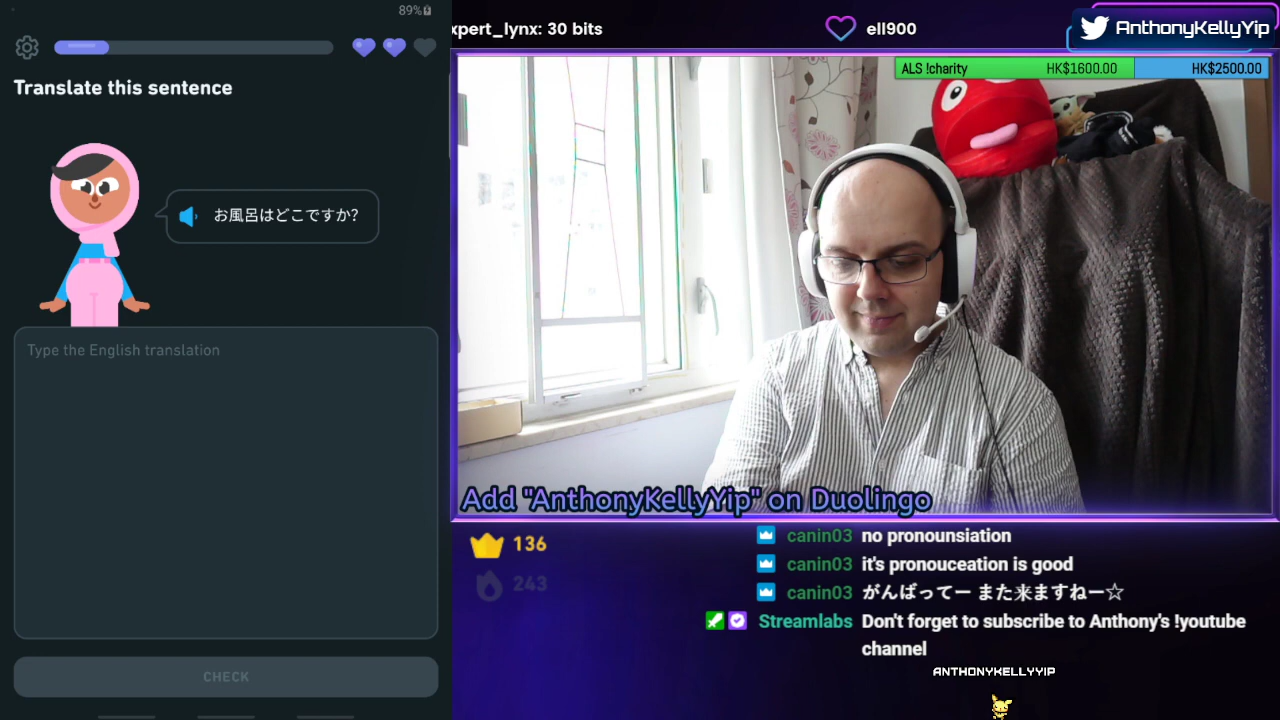 89%
Translate this sentence
お風呂はどこですか?
Type the English translation
CHECK
xpert_lynx: 30 bits
ell900
AnthonyKellyYip
ALS !charity HK$1600.00 HK$2500.00
Add "AnthonyKellyYip" on Duolingo
136
243
canin03 no pronounsiation
canin03 it's pronouceation is good
canin03 がんばってー また来ますねー☆
Streamlabs Don't forget to subscribe to Anthony's !youtube
channel
ANTHONYKELLYYIP